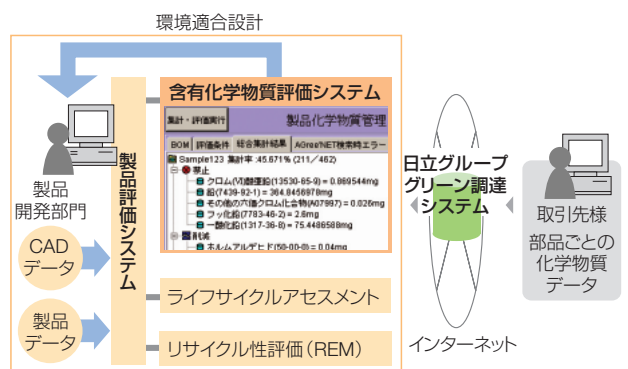 環境適合設計
含有化学物質評価システム
集計・評価実行
製品化学物質管理
BOM 評価条件 総合集計結果 AGree'NET検索時エラー
Sample123 集計率:45.671% (211/462)
禁止
クロム(VI)酸亜鉛(13530-65-9) = 0.869544mg
鉛(7439-92-1) = 364.8456978mg
その他の六価クロム化合物(A07997) = 0.026mg
フッ化鉛(7783-46-2) = 2.6mg
一酸化鉛(1317-36-8) = 75.4486588mg
削減
ホルムアルデヒド(50-00-0) = 0.04mg
製品
開発部門
CAD
データ
製品
データ
製品評価システム
ライフサイクルアセスメント
リサイクル性評価(REM)
日立グループ
グリーン調達
システム
インターネット
取引先様
部品ごとの
化学物質
データ